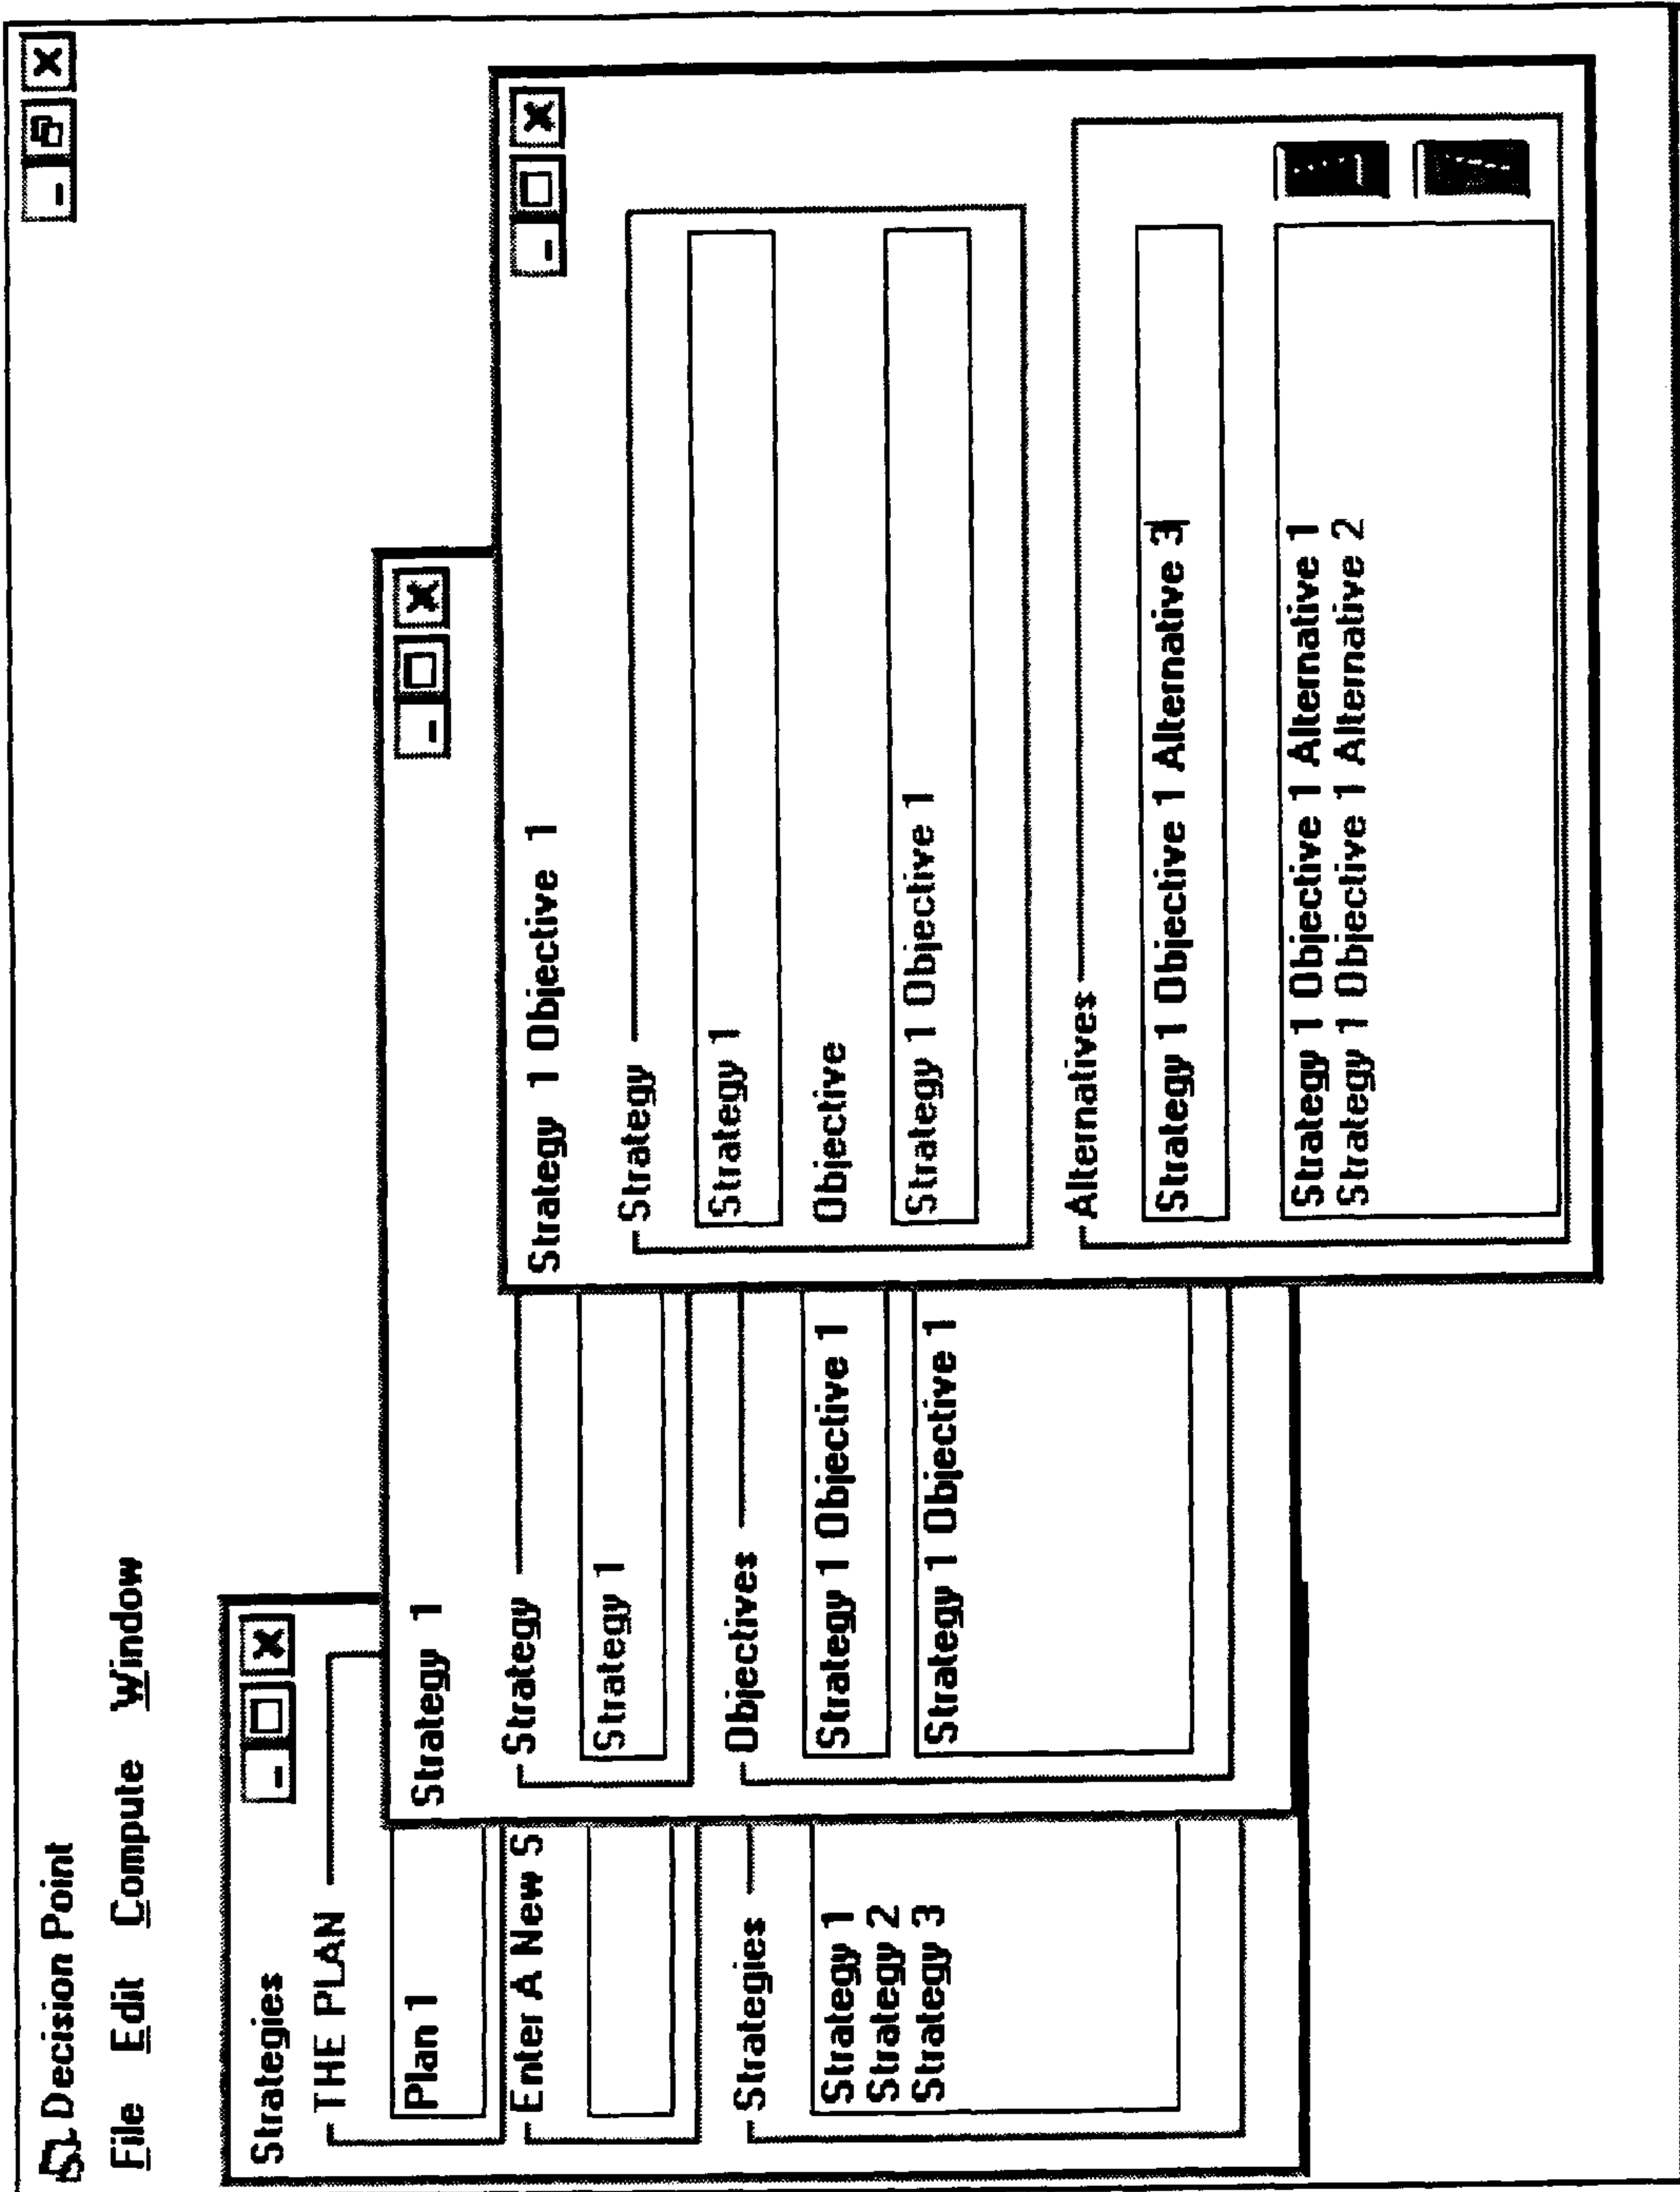 Decision Point
File Edit Compute Window
Strategies
THE PLAN
Plan 1
Enter A New S
Strategies
Strategy 1
Strategy 2
Strategy 3
Strategy 1
Strategy
Strategy 1
Objectives
Strategy 1 Objective 1
Strategy 1 Objective 1
Strategy 1 Objective 1
Strategy
Strategy 1
Objective
Strategy 1 Objective 1
Alternatives
Strategy 1 Objective 1 Alternative 3
Strategy 1 Objective 1 Alternative 1
Strategy 1 Objective 1 Alternative 2